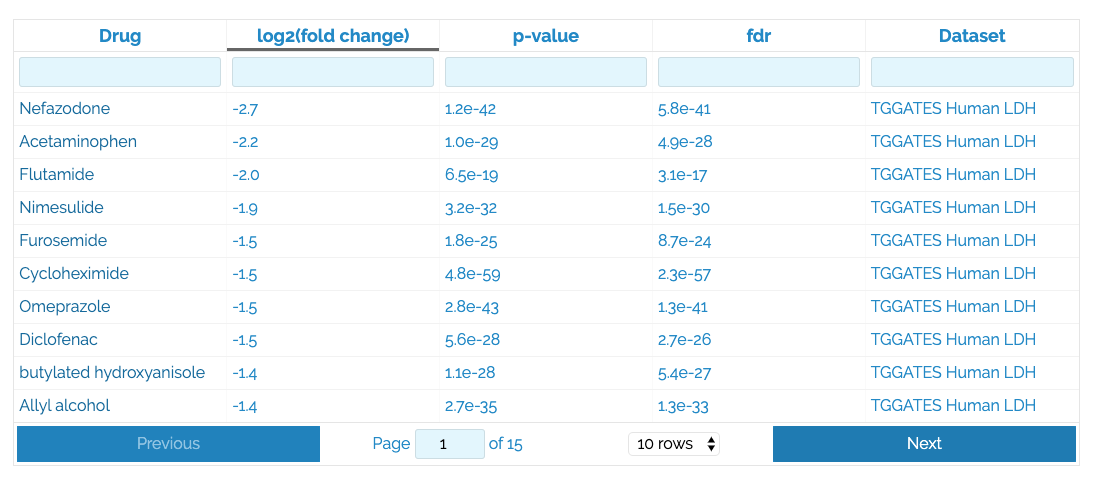 Drug log2(fold change) p-value fdr Dataset
Nefazodone -2.7 1.2e-42 5.8e-41 TGGATES Human LDH
Acetaminophen -2.2 1.0e-29 4.9e-28 TGGATES Human LDH
Flutamide -2.0 6.5e-19 3.1e-17 TGGATES Human LDH
Nimesulide -1.9 3.2e-32 1.5e-30 TGGATES Human LDH
Furosemide -1.5 1.8e-25 8.7e-24 TGGATES Human LDH
Cycloheximide -1.5 4.8e-59 2.3e-57 TGGATES Human LDH
Omeprazole -1.5 2.8e-43 1.3e-41 TGGATES Human LDH
Diclofenac -1.5 5.6e-28 2.7e-26 TGGATES Human LDH
butylated hydroxyanisole -1.4 1.1e-28 5.4e-27 TGGATES Human LDH
Allyl alcohol -1.4 2.7e-35 1.3e-33 TGGATES Human LDH
Previous Page 1 of 15 10 rows Next